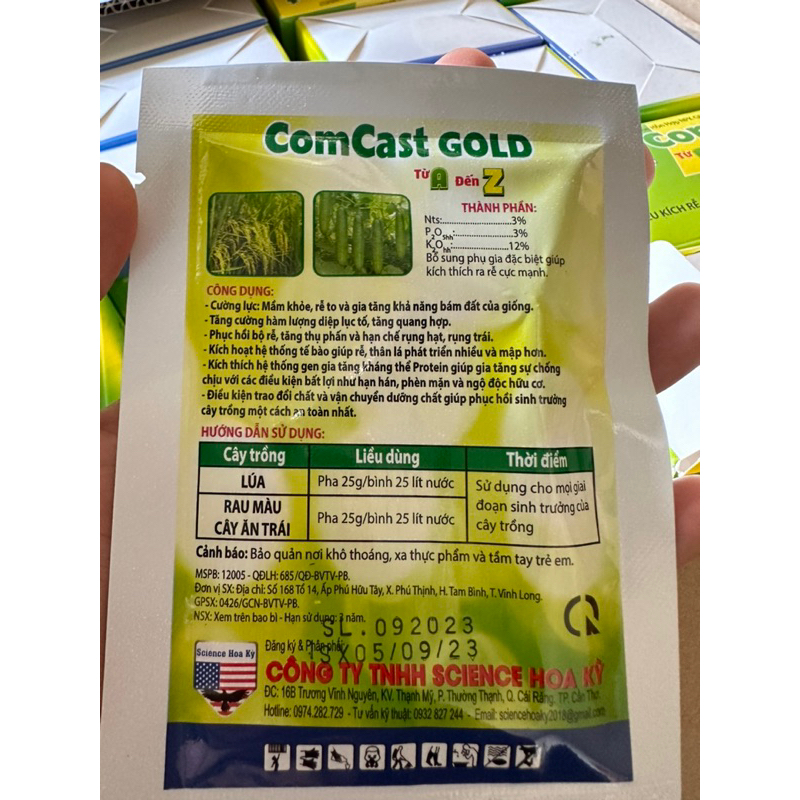 ComCast GOLD
Từ A Đến Z
THÀNH PHẦN:
Nts:.............................3%
P2O5hh:......................3%
K2Ohh:.....................12%
Bổ sung phụ gia đặc biệt giúp
kích thích ra rễ cực mạnh.
CÔNG DỤNG:
- Cường lực: Mầm khỏe, rễ to và gia tăng khả năng bám đất của giống.
- Tăng cường hàm lượng diệp lục tố, tăng quang hợp.
- Phục hồi bộ rễ, tăng thụ phấn và hạn chế rụng hạt, rụng trái.
- Kích hoạt hệ thống tế bào giúp rễ, thân lá phát triển nhiều và mập hơn.
- Kích thích hệ thống gen gia tăng kháng thể Protein giúp gia tăng sự chống
chịu với các điều kiện bất lợi như hạn hán, phèn mặn và ngộ độc hữu cơ.
- Điều kiện trao đổi chất và vận chuyển dưỡng chất giúp phục hồi sinh trưởng
cây trồng một cách an toàn nhất.
HƯỚNG DẪN SỬ DỤNG:
Cây trồng Liều dùng Thời điểm
LÚA Pha 25g/bình 25 lít nước
RAU MÀU
CÂY ĂN TRÁI Pha 25g/bình 25 lít nước
Sử dụng cho mọi giai
đoạn sinh trưởng của
cây trồng
Cảnh báo: Bảo quản nơi khô thoáng, xa thực phẩm và tầm tay trẻ em.
MSPB: 12005 - QĐLH: 685/QĐ-BVTV-PB.
Đơn vị SX: Địa chỉ: Số 168 Tổ 14, Ấp Phú Hữu Tây, X. Phú Thịnh, H. Tam Bình, T. Vĩnh Long.
GPSX: 0426/GCN-BVTV-PB.
NSX: Xem trên bao bì - Hạn sử dụng: 3 năm.
SL.092023
SX05/09/23
Đăng ký & Phân phối:
Science Hoa Kỳ
CÔNG TY TNHH SCIENCE HOA KỲ
ĐC: 16B Trương Vĩnh Nguyên, KV. Thạnh Mỹ, P. Thường Thạnh, Q. Cái Răng, TP. Cần Thơ
Hotline: 0974.282.729 - Tư vấn kỹ thuật: 0932 827 244 - Email: sciencehoaky2018@gmail.com